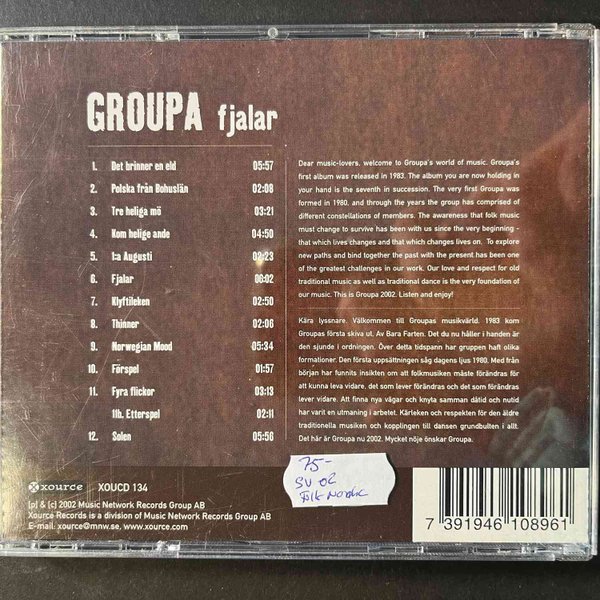 GROUPA fjalar
1. Det brinner en eld 05:57
2. Polska från Bohuslän 02:08
3. Tre heliga mö 03:21
4. Kom helige ande 04:50
5. 1:a Augusti 02:23
6. Fjalar 00:02
7. Klyftileken 02:50
8. Thinner 02:06
9. Norwegian Mood 05:34
10. Förspel 01:57
11. Fyra flickor 03:13
11b. Etterspel 02:11
12. Solen 05:56
Dear music-lovers, welcome to Groupa's world of music. Groupa's
first album was released in 1983. The album you are now holding in
your hand is the seventh in succession. The very first Groupa was
formed in 1980, and through the years the group has comprised of
different constellations of members. The awareness that folk music
must change to survive has been with us since the very beginning -
that which lives changes and that which changes lives on. To explore
new paths and bind together the past with the present has been one
of the greatest challenges in our work. Our love and respect for old
traditional music as well as traditional dance is the very foundation of
our music. This is Groupa 2002. Listen and enjoy!
Kära lyssnare. Välkommen till Groupas musikvärld. 1983 kom
Groupas första skiva ut, Av Bara Farten. Det du nu håller i handen är
den sjunde i ordningen. Över detta tidspann har gruppen haft olika
formationer. Den första uppsättningen såg dagens ljus 1980. Med från
början har funnits insikten om att folkmusiken måste förändras för
att kunna leva vidare, det som lever förändras och det som förändras
lever vidare. Att finna nya vägar och knyta samman dåtid och nutid
har varit en utmaning i arbetet. Kärleken och respekten för den äldre
traditionella musiken och kopplingen till dansen grundbulten i allt.
Det här är Groupa nu 2002. Mycket nöje önskar Groupa.
xource XOUCD 134
(p) & (c) 2002 Music Network Records Group AB
Xource Records is a division of Music Network Records Group AB
E-mail: xource@mnw.se, www.xource.com
75-
SV 02
FOLK NORDIC
7 391946 108961